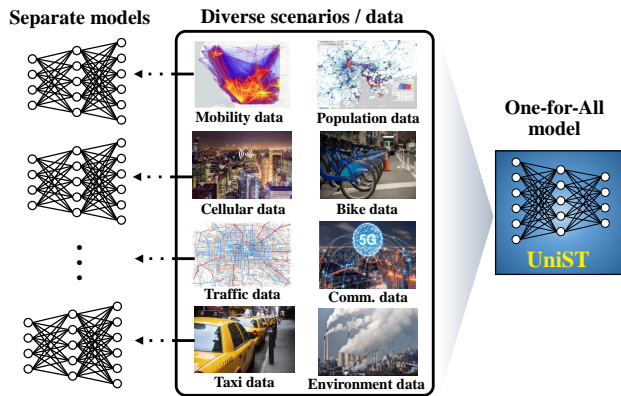 Separate models
Diverse scenarios / data
Mobility data
Population data
Cellular data
Bike data
Traffic data
5G
Comm. data
Taxi data
Environment data
One-for-All
model
UniST